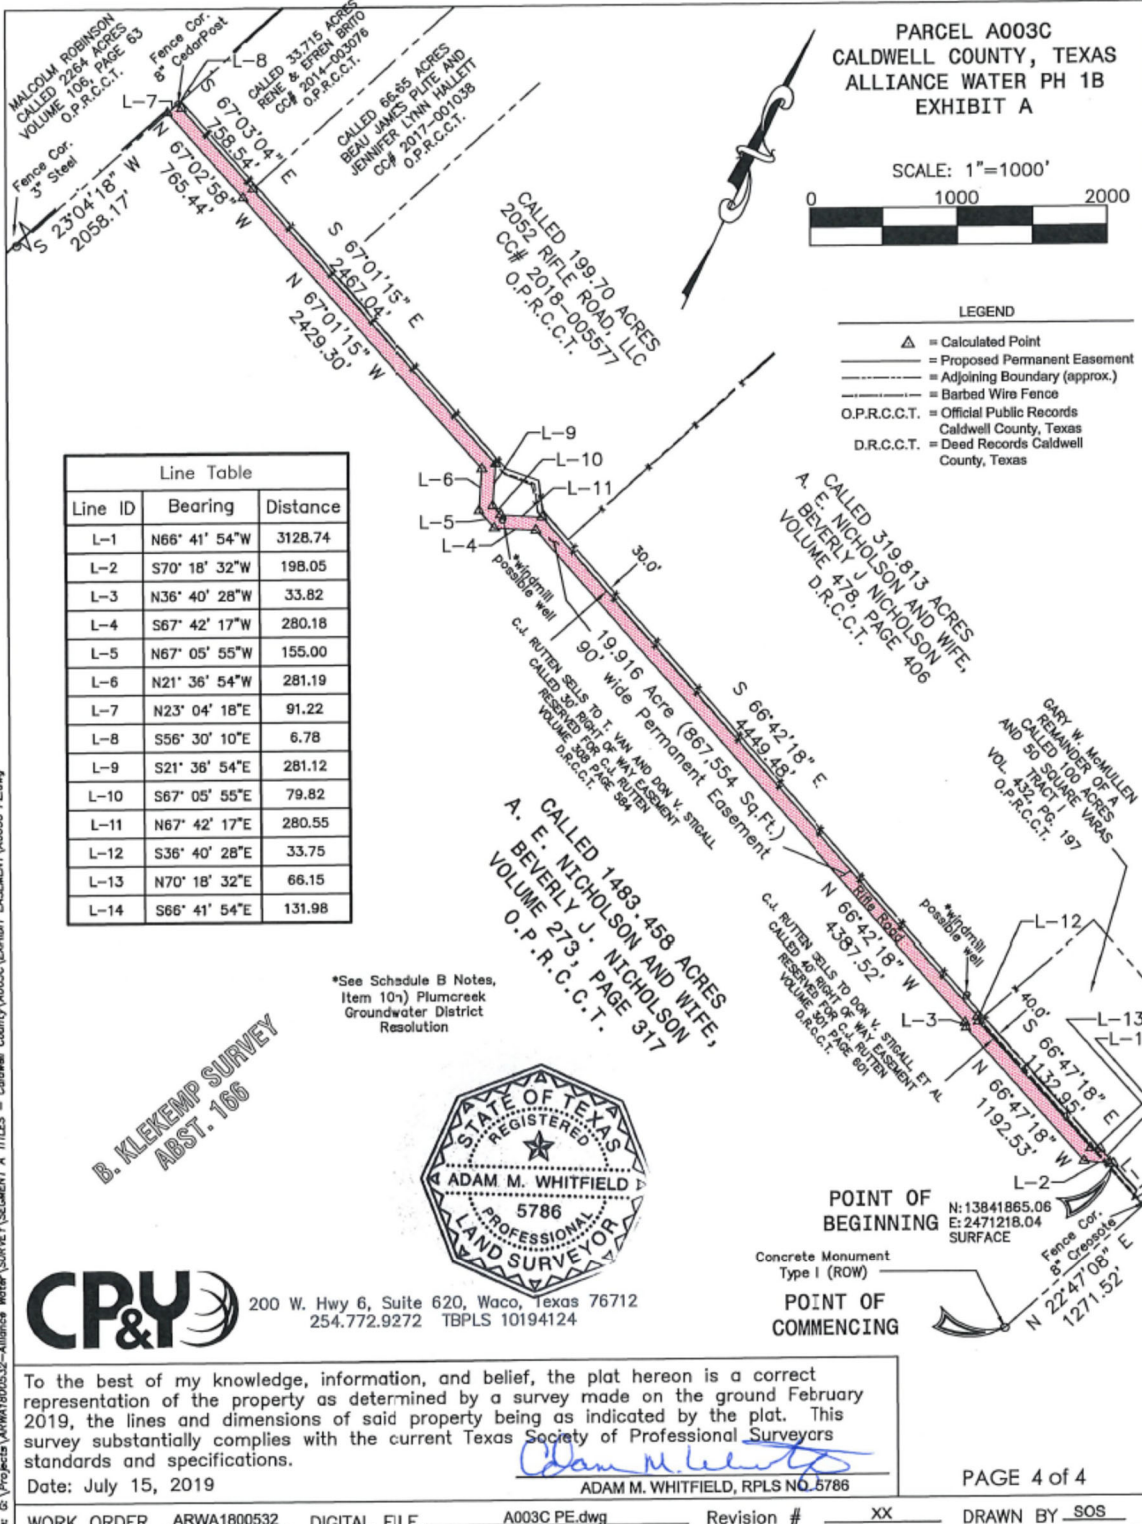 PARCEL A003C
CALDWELL COUNTY, TEXAS
ALLIANCE WATER PH 1B
EXHIBIT A
SCALE: 1"=1000'
0 1000 2000
LEGEND
= Calculated Point
= Proposed Permanent Easement
= Adjoining Boundary (approx.)
= Barbed Wire Fence
O.P.R.C.C.T. = Official Public Records
Caldwell County, Texas
D.R.C.C.T. = Deed Records Caldwell
County, Texas
MALCOLM ROBINSON
CALLED 2264 ACRES
VOLUME 106, PAGE 63
O.P.R.C.C.T.
Fence Cor.
8" CedarPost
L-8
L-7
CALLED 33.715 ACRES
RENE & EFREN BRITO
CC# 2014-003076
O.P.R.C.C.T.
CALLED 66.65 ACRES
BEAU JAMES PLITE AND
JENNIFER LYNN HALLETT
CC# 2017-001038
O.P.R.C.C.T.
Fence Cor.
3" Steel
S 23°04'18" W
2058.17'
S 67°03'04" E
758.54'
N 67°02'58" W
765.44'
S 67°01'15" E
2467.04'
N 67°01'15" W
2429.30'
CALLED 199.70 ACRES
2052 RIFLE ROAD, LLC
CC# 2018-005577
O.P.R.C.C.T.
L-9
L-10
L-6
L-11
L-5
L-4
*windmill
possible well
30.0'
Line Table
Line ID Bearing Distance
L-1 N66° 41' 54"W 3128.74
L-2 S70° 18' 32"W 198.05
L-3 N36° 40' 28"W 33.82
L-4 S67° 42' 17"W 280.18
L-5 N67° 05' 55"W 155.00
L-6 N21° 36' 54"W 281.19
L-7 N23° 04' 18"E 91.22
L-8 S56° 30' 10"E 6.78
L-9 S21° 36' 54"E 281.12
L-10 S67° 05' 55"E 79.82
L-11 N67° 42' 17"E 280.55
L-12 S36° 40' 28"E 33.75
L-13 N70° 18' 32"E 66.15
L-14 S66° 41' 54"E 131.98
CALLED 319.813 ACRES
A. E. NICHOLSON AND WIFE,
BEVERLY J NICHOLSON
VOLUME 478, PAGE 406
D.R.C.C.T.
C.J. RUTTEN SELLS TO T. VAN AND DON V. STIGALL
CALLED 30' RIGHT OF WAY EASEMENT
RESERVED FOR C.J. RUTTEN
VOLUME 308 PAGE 584
D.R.C.C.T.
19.916 Acre (867,554 Sq.Ft.)
90' wide Permanent Easement
S 66°42'18" E
4449.48'
GARY W. McMULLEN
REMAINDER OF A
CALLED 100 ACRES
AND 50 SQUARE VARAS
TRACT I
VOL. 432, PG. 197
O.P.R.C.C.T.
CALLED 1483.458 ACRES
A. E. NICHOLSON AND WIFE,
BEVERLY J. NICHOLSON
VOLUME 273, PAGE 317
O.P.R.C.C.T.
Rifle Road
N 66°42'18" W
4387.52'
*windmill
possible well
L-12
C.J. RUTTEN SELLS TO DON V. STIGALL ET AL
CALLED 40' RIGHT OF WAY EASEMENT
RESERVED FOR C.J. RUTTEN
VOLUME 301 PAGE 601
D.R.C.C.T.
*See Schedule B Notes,
Plumcreek
Groundwater District
Resolution
L-3
40.0'
L-13
S 66°47'18" E
1132.95'
N 66°47'18" W
1192.53'
L-2
B. KLEKEMP SURVEY
ABST. 166
STATE OF TEXAS
REGISTERED
ADAM M. WHITFIELD
5786
PROFESSIONAL
LAND SURVEYOR
POINT OF
BEGINNING
N:13841865.06
E:2471218.04
SURFACE
Fence Cor.
8" Creosote
Concrete Monument
Type I (ROW)
N 22°47'08" E
1271.52'
POINT OF
COMMENCING
CP&Y
200 W. Hwy 6, Suite 620, Waco, Texas 76712
254.772.9272 TBPLS 10194124
To the best of my knowledge, information, and belief, the plat hereon is a correct
representation of the property as determined by a survey made on the ground February
2019, the lines and dimensions of said property being as indicated by the plat. This
survey substantially complies with the current Texas Society of Professional Surveyors
standards and specifications.
Date: July 15, 2019
ADAM M. WHITFIELD, RPLS NO. 5786
PAGE 4 of 4
WORK ORDER ARWA1800532 DIGITAL FILE A003C PE.dwg Revision # XX DRAWN BY SOS